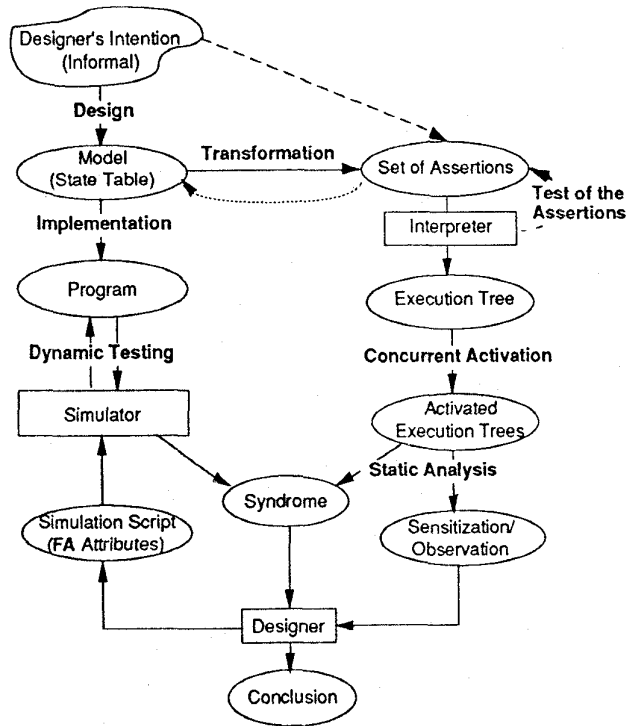 Designer's Intention
(Informal)
Design
Model
(State Table)
Transformation
Set of Assertions
Test of the
Assertions
Implementation
Interpreter
Program
Execution Tree
Dynamic Testing
Concurrent Activation
Simulator
Activated
Execution Trees
Static Analysis
Syndrome
Simulation Script
(FA Attributes)
Sensitization/
Observation
Designer
Conclusion